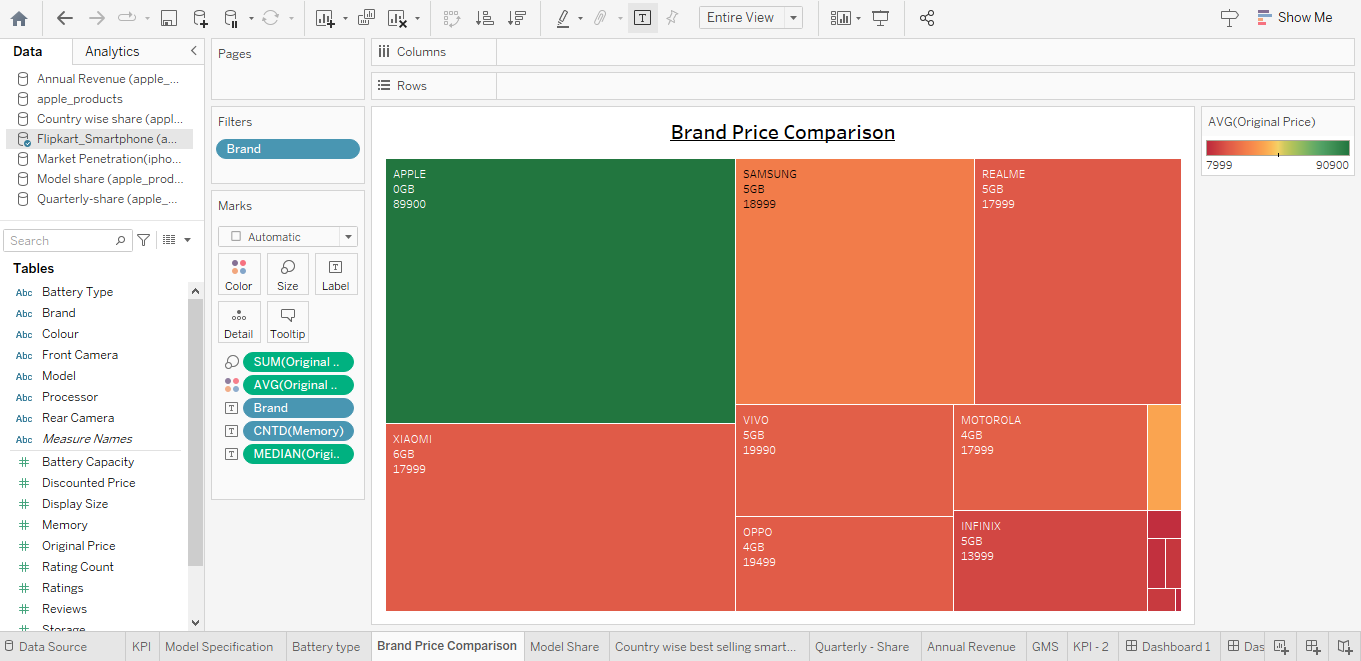 Entire View
Show Me
Data
Analytics
Annual Revenue (apple_...
apple_products
Country wise share (appl...
Flipkart_Smartphone (a...
Market Penetration(ipho...
Model share (apple_prod...
Quarterly-share (apple_...
Search
Tables
Abc Battery Type
Abc Brand
Abc Colour
Abc Front Camera
Abc Model
Abc Processor
Abc Rear Camera
Abc Measure Names
# Battery Capacity
# Discounted Price
# Display Size
# Memory
# Original Price
# Rating Count
# Ratings
# Reviews
# Storage
Pages
Filters
Brand
Marks
Automatic
Color
Size
T
Label
Detail
Tooltip
SUM(Original ..
AVG(Original ..
T Brand
T CNTD(Memory)
T MEDIAN(Origi..
Columns
Rows
Brand Price Comparison
APPLE
0GB
89900
SAMSUNG
5GB
18999
REALME
5GB
17999
XIAOMI
6GB
17999
VIVO
5GB
19990
MOTOROLA
4GB
17999
OPPO
4GB
19499
INFINIX
5GB
13999
AVG(Original Price)
7999 90900
Data Source
KPI
Model Specification
Battery type
Brand Price Comparison
Model Share
Country wise best selling smart...
Quarterly - Share
Annual Revenue
GMS
KPI - 2
Dashboard 1
Das